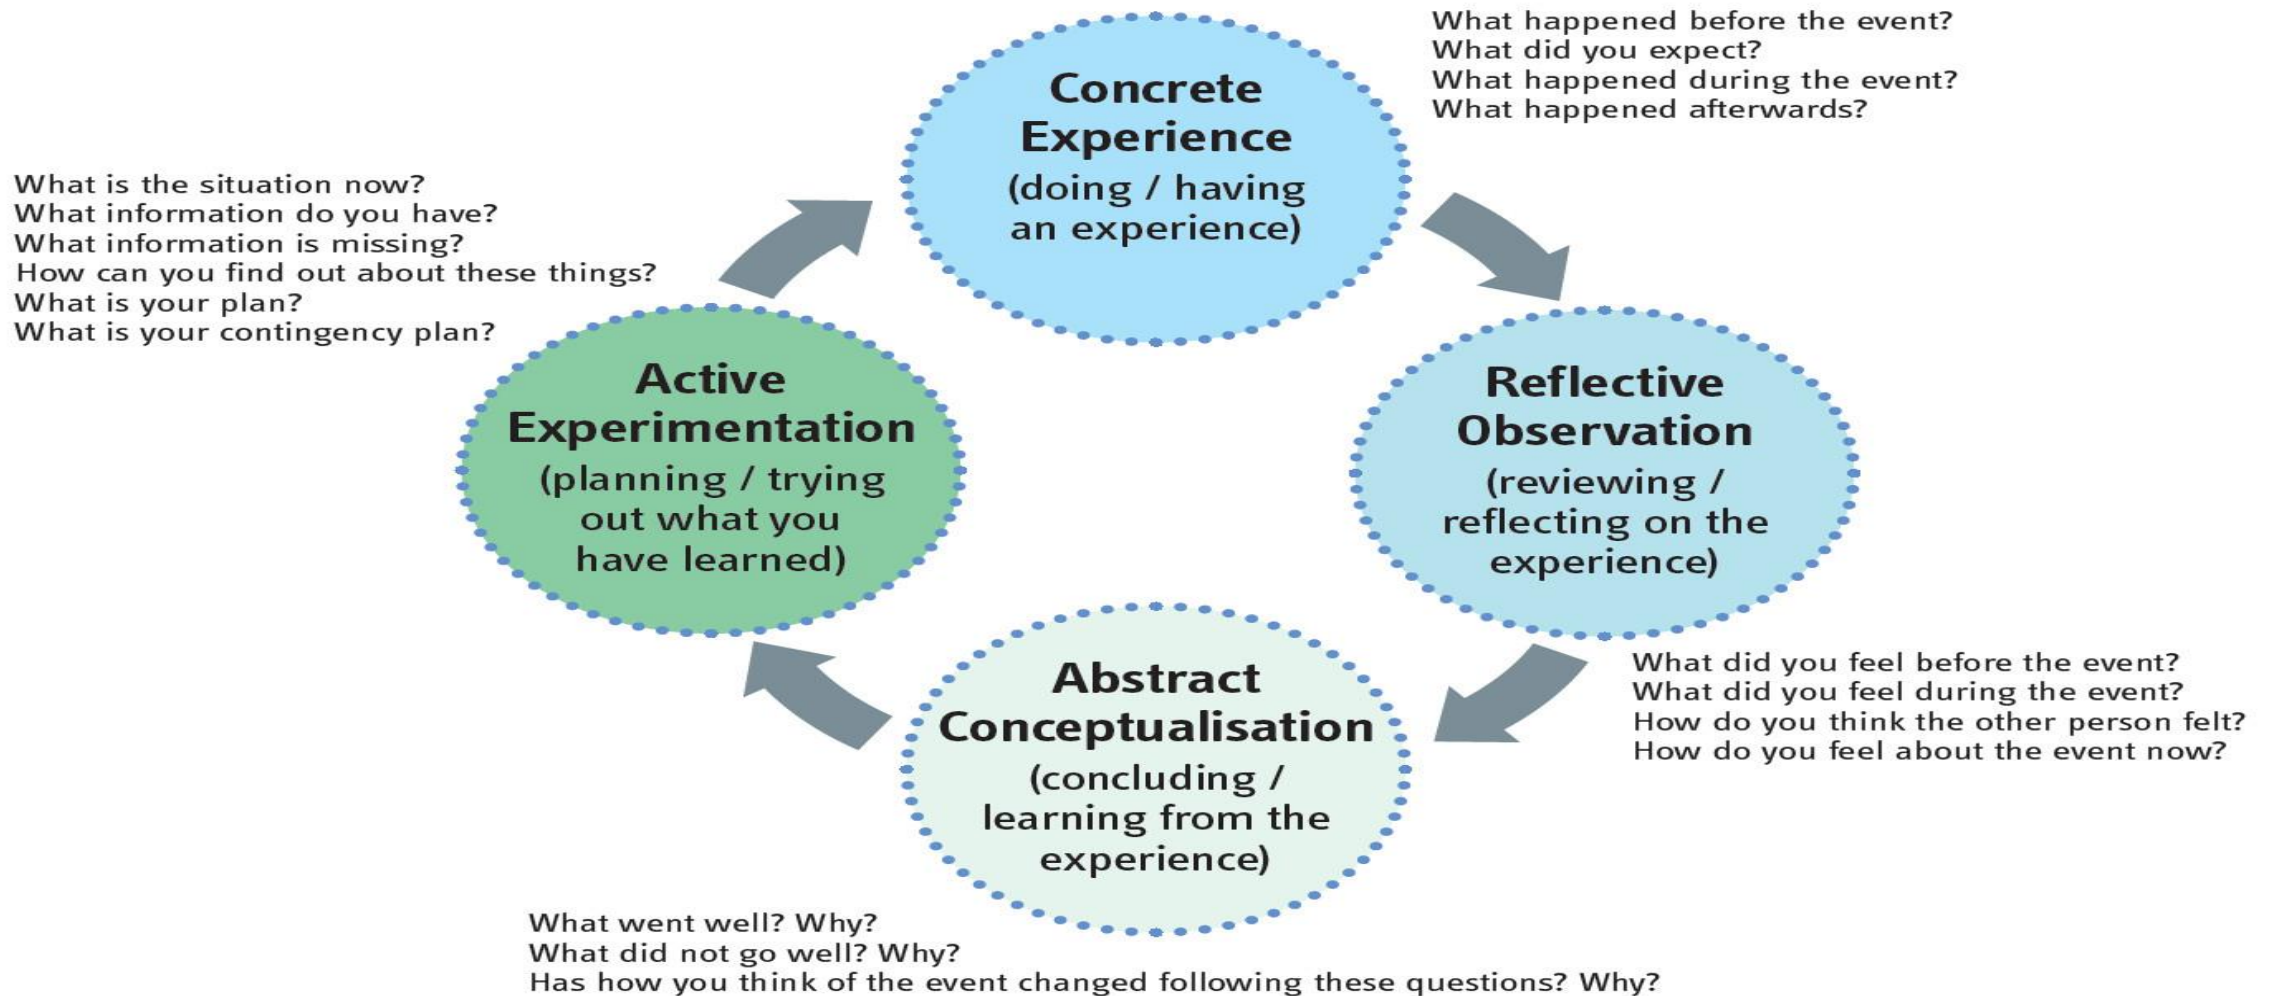 Concrete
Experience
(doing / having
an experience)
What happened before the event?
What did you expect?
What happened during the event?
What happened afterwards?
Reflective
Observation
(reviewing /
reflecting on the
experience)
What did you feel before the event?
What did you feel during the event?
How do you think the other person felt?
How do you feel about the event now?
Abstract
Conceptualisation
(concluding /
learning from the
experience)
What went well? Why?
What did not go well? Why?
Has how you think of the event changed following these questions? Why?
Active
Experimentation
(planning / trying
out what you
have learned)
What is the situation now?
What information do you have?
What information is missing?
How can you find out about these things?
What is your plan?
What is your contingency plan?